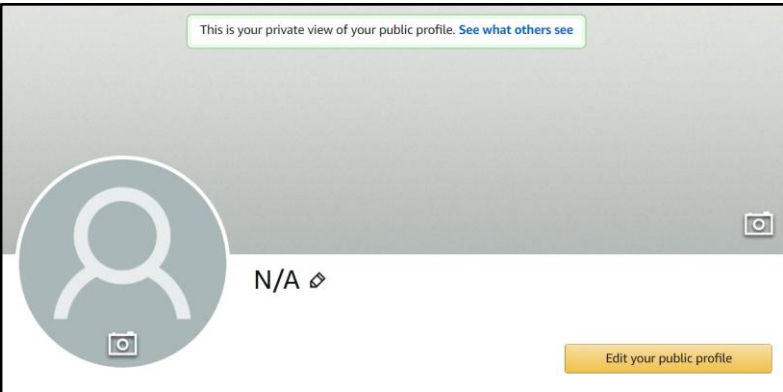 This is your private view of your public profile. See what others see
N/A
Edit your public profile